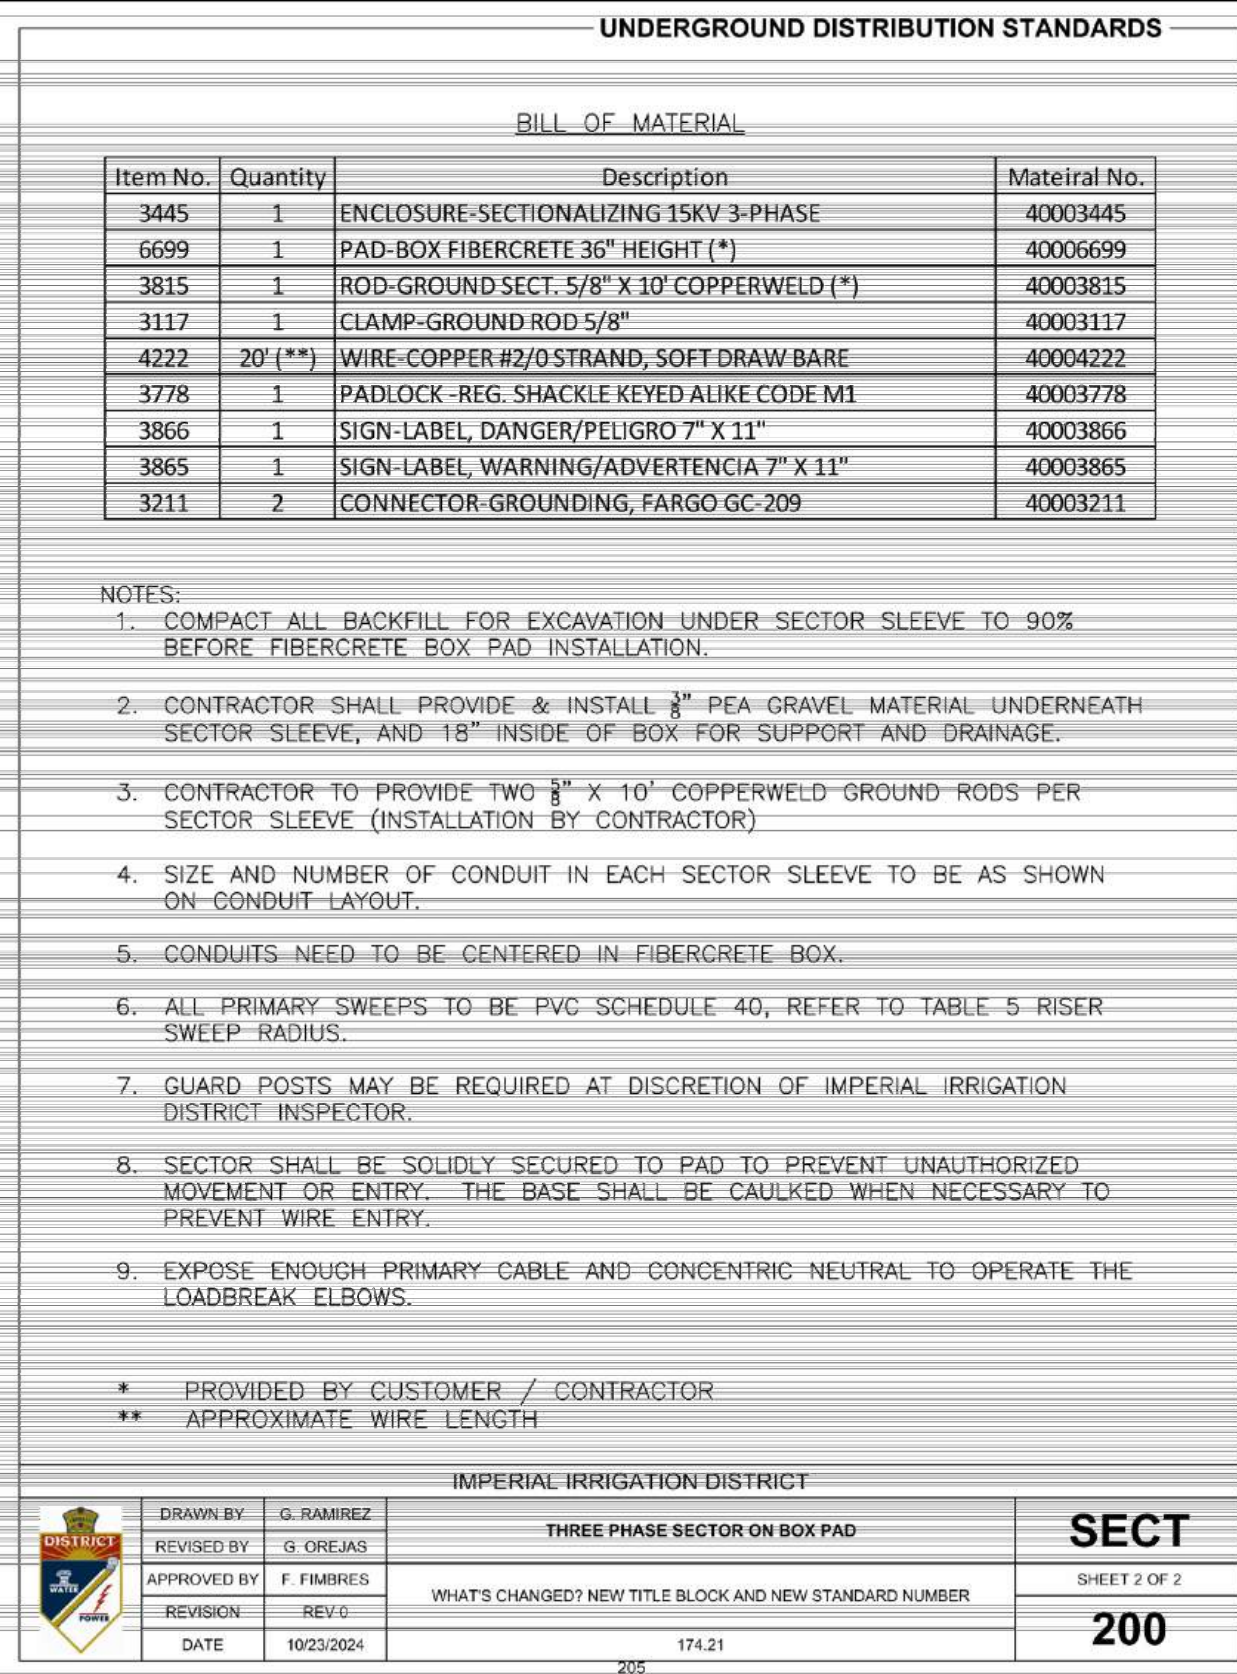 UNDERGROUND DISTRIBUTION STANDARDS
BILL OF MATERIAL
Item No. Quantity Description Mateiral No.
3445 1 ENCLOSURE-SECTIONALIZING 15KV 3-PHASE 40003445
6699 1 PAD-BOX FIBERCRETE 36" HEIGHT (*) 40006699
3815 1 ROD-GROUND SECT. 5/8" X 10' COPPERWELD (*) 40003815
3117 1 CLAMP-GROUND ROD 5/8" 40003117
4222 20' (**) WIRE-COPPER #2/0 STRAND, SOFT DRAW BARE 40004222
3778 1 PADLOCK -REG. SHACKLE KEYED ALIKE CODE M1 40003778
3866 1 SIGN-LABEL, DANGER/PELIGRO 7" X 11" 40003866
3865 1 SIGN-LABEL, WARNING/ADVERTENCIA 7" X 11" 40003865
3211 2 CONNECTOR-GROUNDING, FARGO GC-209 40003211
NOTES:
1. COMPACT ALL BACKFILL FOR EXCAVATION UNDER SECTOR SLEEVE TO 90%
BEFORE FIBERCRETE BOX PAD INSTALLATION.
2. CONTRACTOR SHALL PROVIDE & INSTALL 3/8" PEA GRAVEL MATERIAL UNDERNEATH
SECTOR SLEEVE, AND 18" INSIDE OF BOX FOR SUPPORT AND DRAINAGE.
3. CONTRACTOR TO PROVIDE TWO 5/8" X 10' COPPERWELD GROUND RODS PER
SECTOR SLEEVE (INSTALLATION BY CONTRACTOR)
4. SIZE AND NUMBER OF CONDUIT IN EACH SECTOR SLEEVE TO BE AS SHOWN
ON CONDUIT LAYOUT.
5. CONDUITS NEED TO BE CENTERED IN FIBERCRETE BOX.
6. ALL PRIMARY SWEEPS TO BE PVC SCHEDULE 40, REFER TO TABLE 5 RISER
SWEEP RADIUS.
7. GUARD POSTS MAY BE REQUIRED AT DISCRETION OF IMPERIAL IRRIGATION
DISTRICT INSPECTOR.
8. SECTOR SHALL BE SOLIDLY SECURED TO PAD TO PREVENT UNAUTHORIZED
MOVEMENT OR ENTRY. THE BASE SHALL BE CAULKED WHEN NECESSARY TO
PREVENT WIRE ENTRY.
9. EXPOSE ENOUGH PRIMARY CABLE AND CONCENTRIC NEUTRAL TO OPERATE THE
LOADBREAK ELBOWS.
* PROVIDED BY CUSTOMER / CONTRACTOR
** APPROXIMATE WIRE LENGTH
IMPERIAL IRRIGATION DISTRICT
DISTRICT
WATER
POWER
DRAWN BY G. RAMIREZ
REVISED BY G. OREJAS
APPROVED BY F. FIMBRES
REVISION REV 0
DATE 10/23/2024
THREE PHASE SECTOR ON BOX PAD
WHAT'S CHANGED? NEW TITLE BLOCK AND NEW STANDARD NUMBER
174.21
SECT
SHEET 2 OF 2
200
205